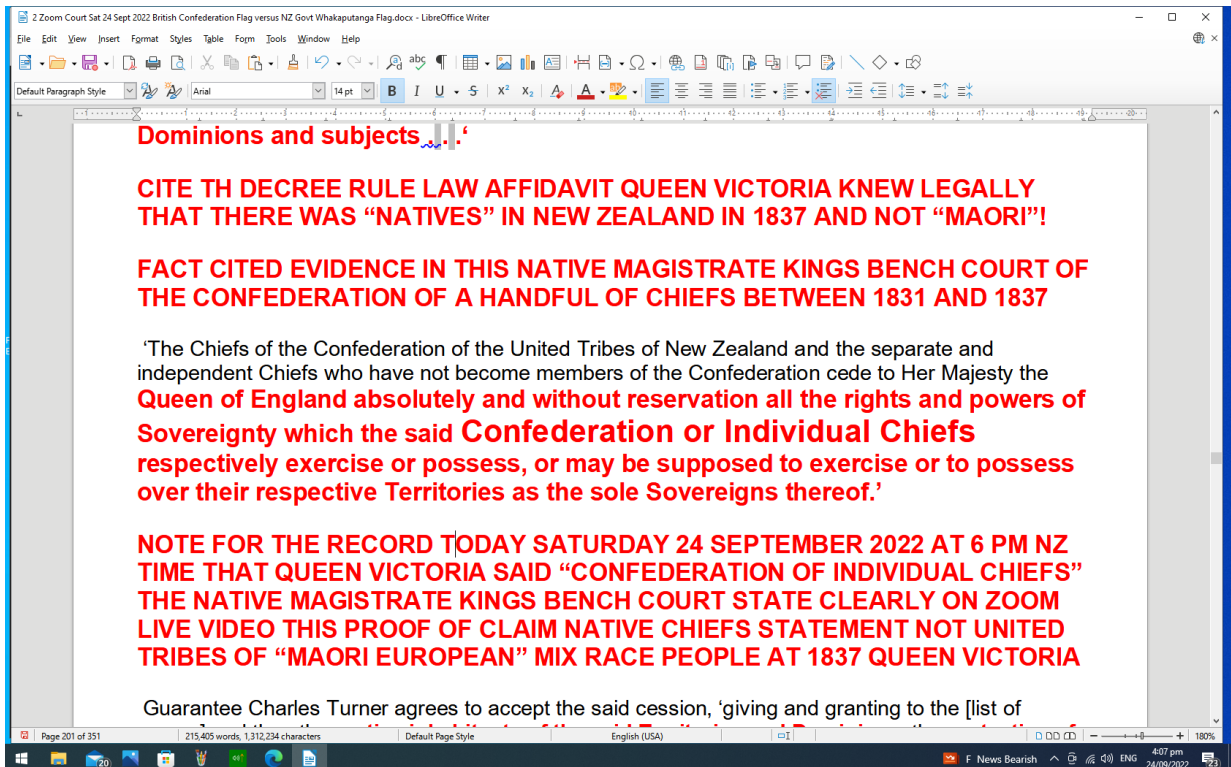 2 Zoom Court Sat 24 Sept 2022 British Confederation Flag versus NZ Govt Whakaputanga Flag.docx - LibreOffice Writer
File Edit View Insert Format Styles Table Form Tools Window Help
Default Paragraph Style Arial 14 pt B I U S X² X₂ A A
Dominions and subjects . . .‘
CITE TH DECREE RULE LAW AFFIDAVIT QUEEN VICTORIA KNEW LEGALLY
THAT THERE WAS “NATIVES” IN NEW ZEALAND IN 1837 AND NOT “MAORI”!
FACT CITED EVIDENCE IN THIS NATIVE MAGISTRATE KINGS BENCH COURT OF
THE CONFEDERATION OF A HANDFUL OF CHIEFS BETWEEN 1831 AND 1837
‘The Chiefs of the Confederation of the United Tribes of New Zealand and the separate and
independent Chiefs who have not become members of the Confederation cede to Her Majesty the
Queen of England absolutely and without reservation all the rights and powers of
Sovereignty which the said Confederation or Individual Chiefs
respectively exercise or possess, or may be supposed to exercise or to possess
over their respective Territories as the sole Sovereigns thereof.’
NOTE FOR THE RECORD TODAY SATURDAY 24 SEPTEMBER 2022 AT 6 PM NZ
TIME THAT QUEEN VICTORIA SAID “CONFEDERATION OF INDIVIDUAL CHIEFS”
THE NATIVE MAGISTRATE KINGS BENCH COURT STATE CLEARLY ON ZOOM
LIVE VIDEO THIS PROOF OF CLAIM NATIVE CHIEFS STATEMENT NOT UNITED
TRIBES OF “MAORI EUROPEAN” MIX RACE PEOPLE AT 1837 QUEEN VICTORIA
Guarantee Charles Turner agrees to accept the said cession, ‘giving and granting to the [list of
Page 201 of 351 215,405 words, 1,312,234 characters Default Page Style English (USA) 180%
F News Bearish ENG 4:07 pm
24/09/2022